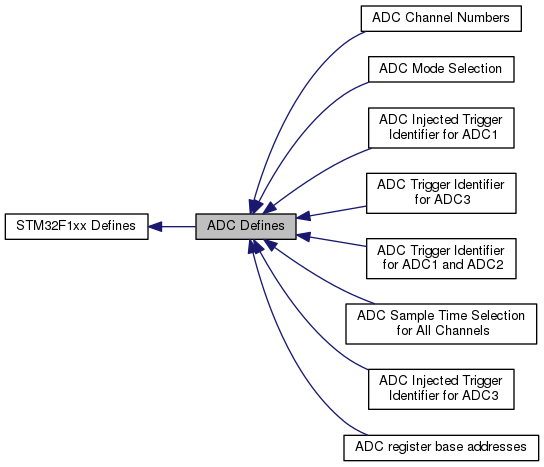 ADC Channel Numbers
ADC Mode Selection
ADC Injected Trigger
Identifier for ADC1
ADC Trigger Identifier
for ADC3
STM32F1xx Defines
ADC Defines
ADC Trigger Identifier
for ADC1 and ADC2
ADC Sample Time Selection
for All Channels
ADC Injected Trigger
Identifier for ADC3
ADC register base addresses